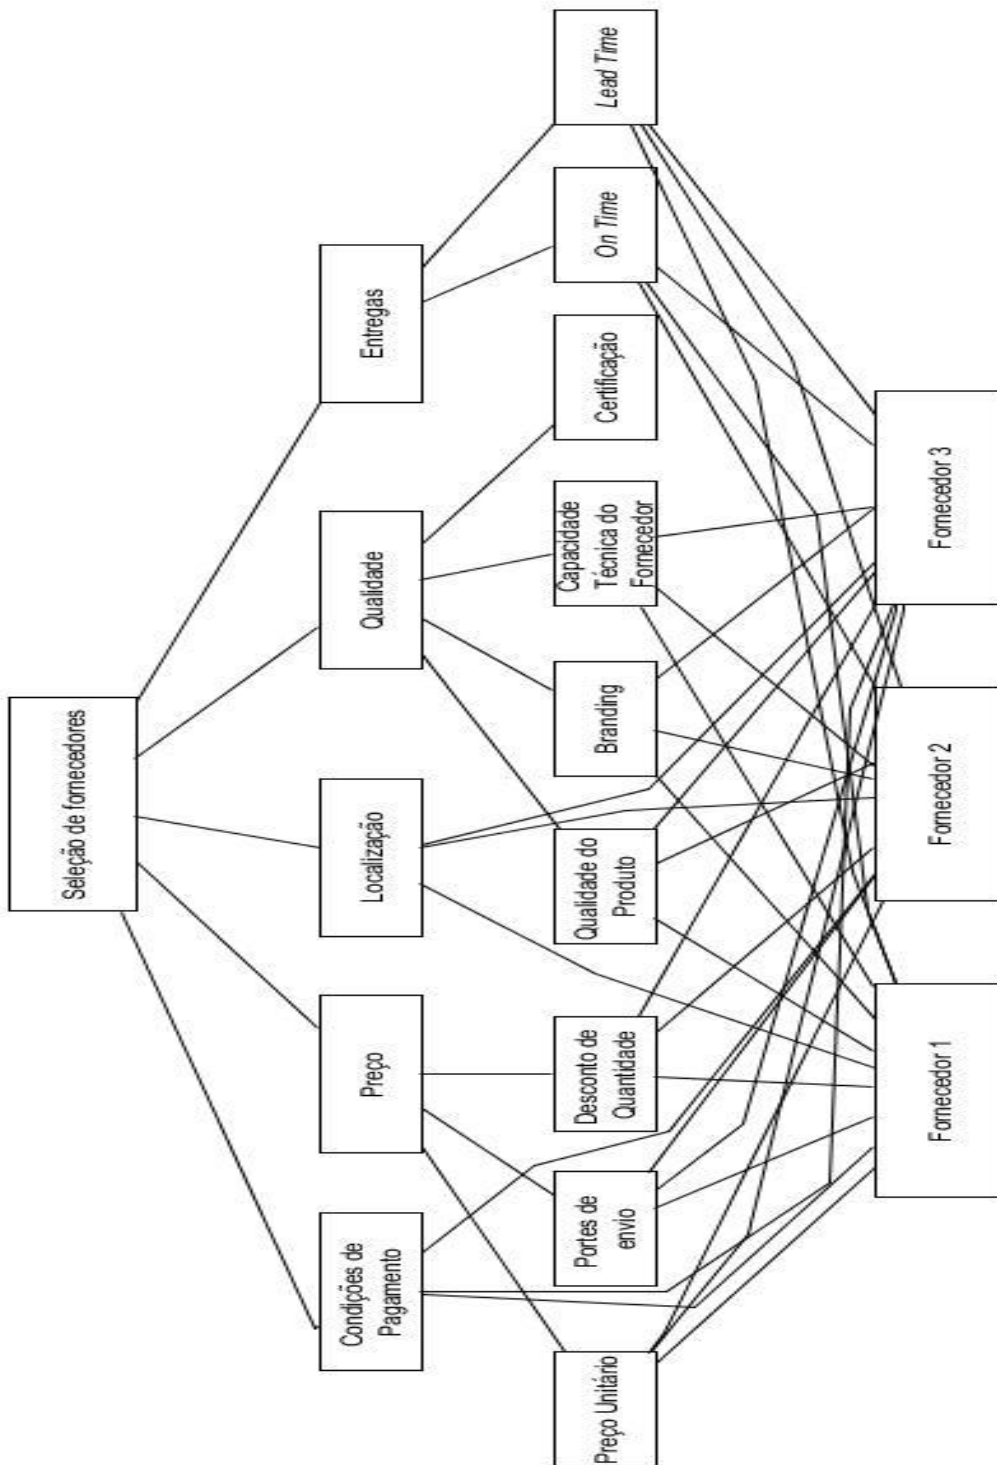 Seleção de fornecedores
Condições de
Pagamento
Preço
Localização
Qualidade
Entregas
Preço Unitário
Portes de
envio
Desconto de
Quantidade
Qualidade do
Produto
Branding
Capacidade
Técnica do
Fornecedor
Certificação
On Time
Lead Time
Fornecedor 1
Fornecedor 2
Fornecedor 3